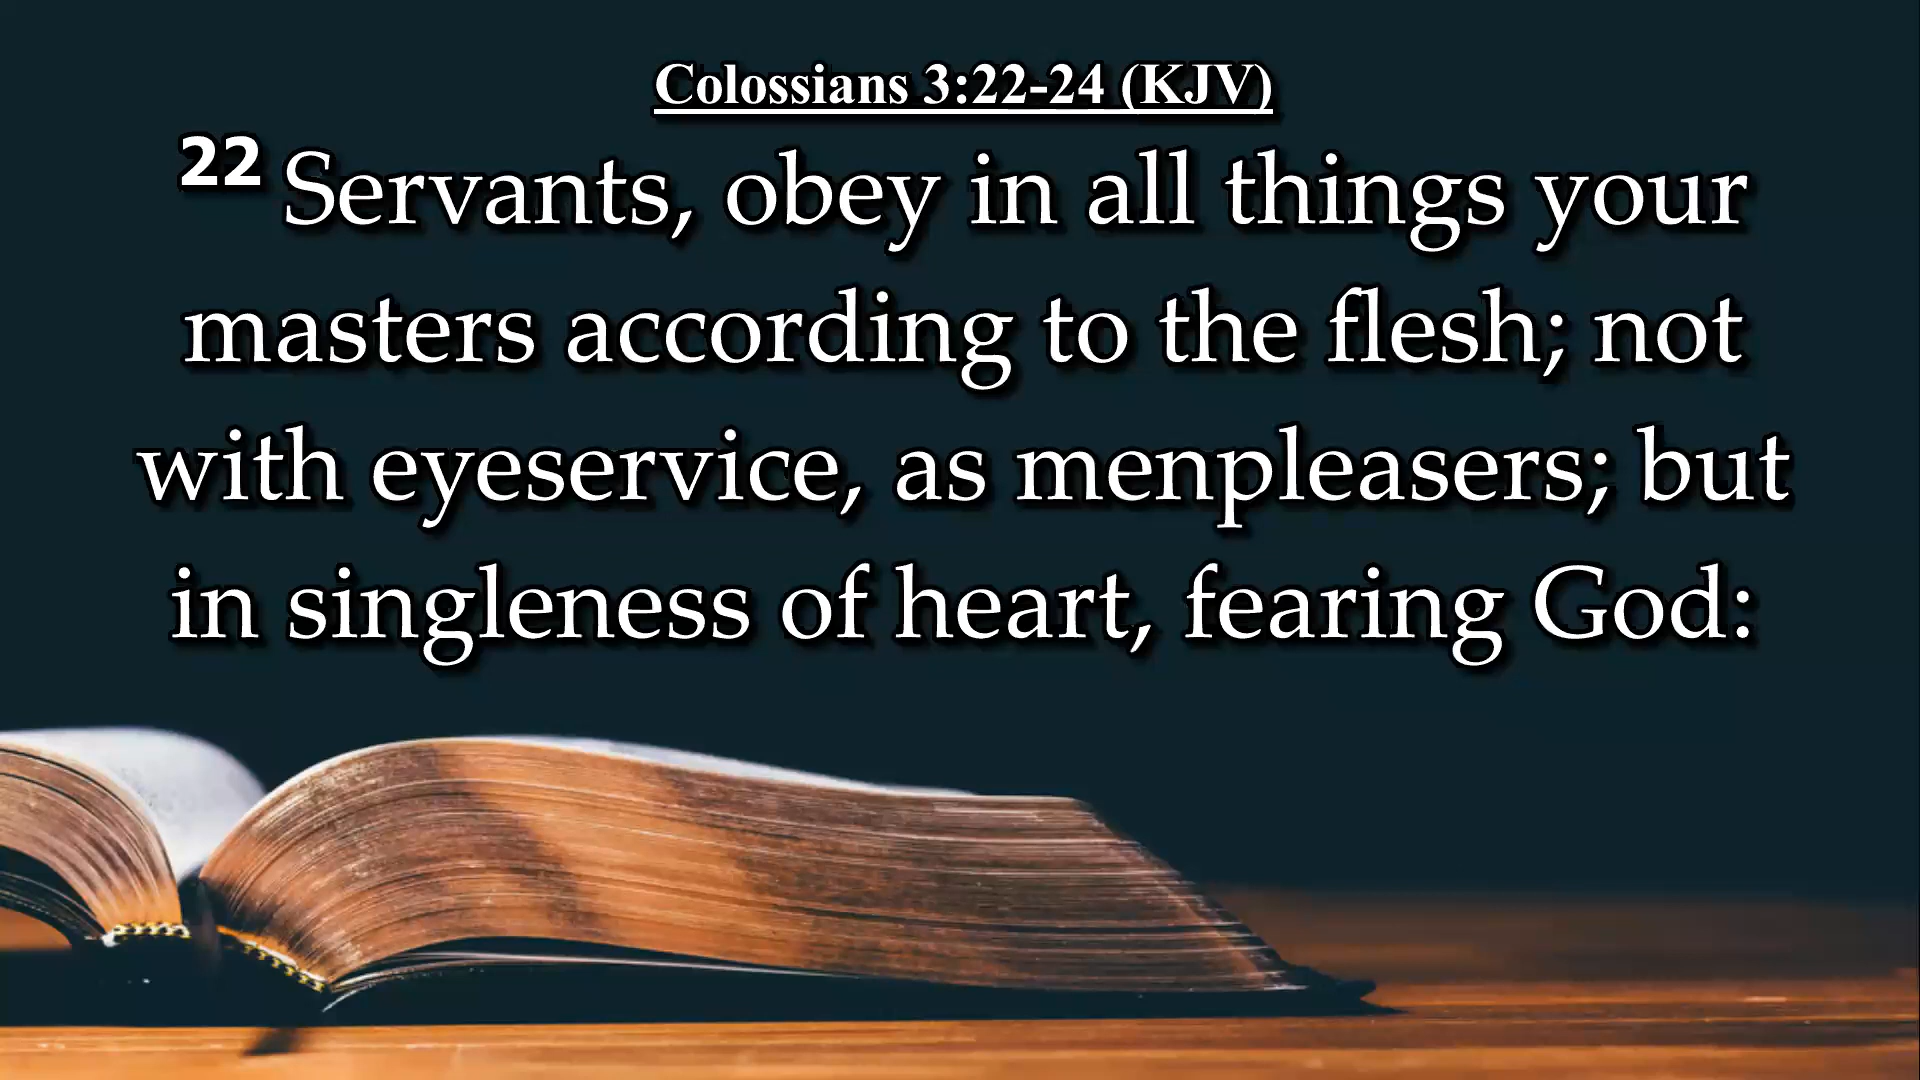 Colossians 3:22-24 (KJV)
22 Servants, obey in all things your
masters according to the flesh; not
with eyeservice, as menpleasers; but
in singleness of heart, fearing God: